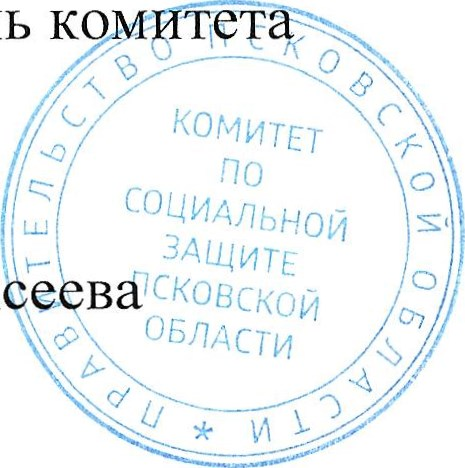 ь комитета
ПРАВИТЕЛЬСТВО ПСКОВСКОЙ ОБЛАСТИ *
КОМИТЕТ
ПО
СОЦИАЛЬНОЙ
ЗАЩИТЕ
ПСКОВСКОЙ
ОБЛАСТИ
сеева